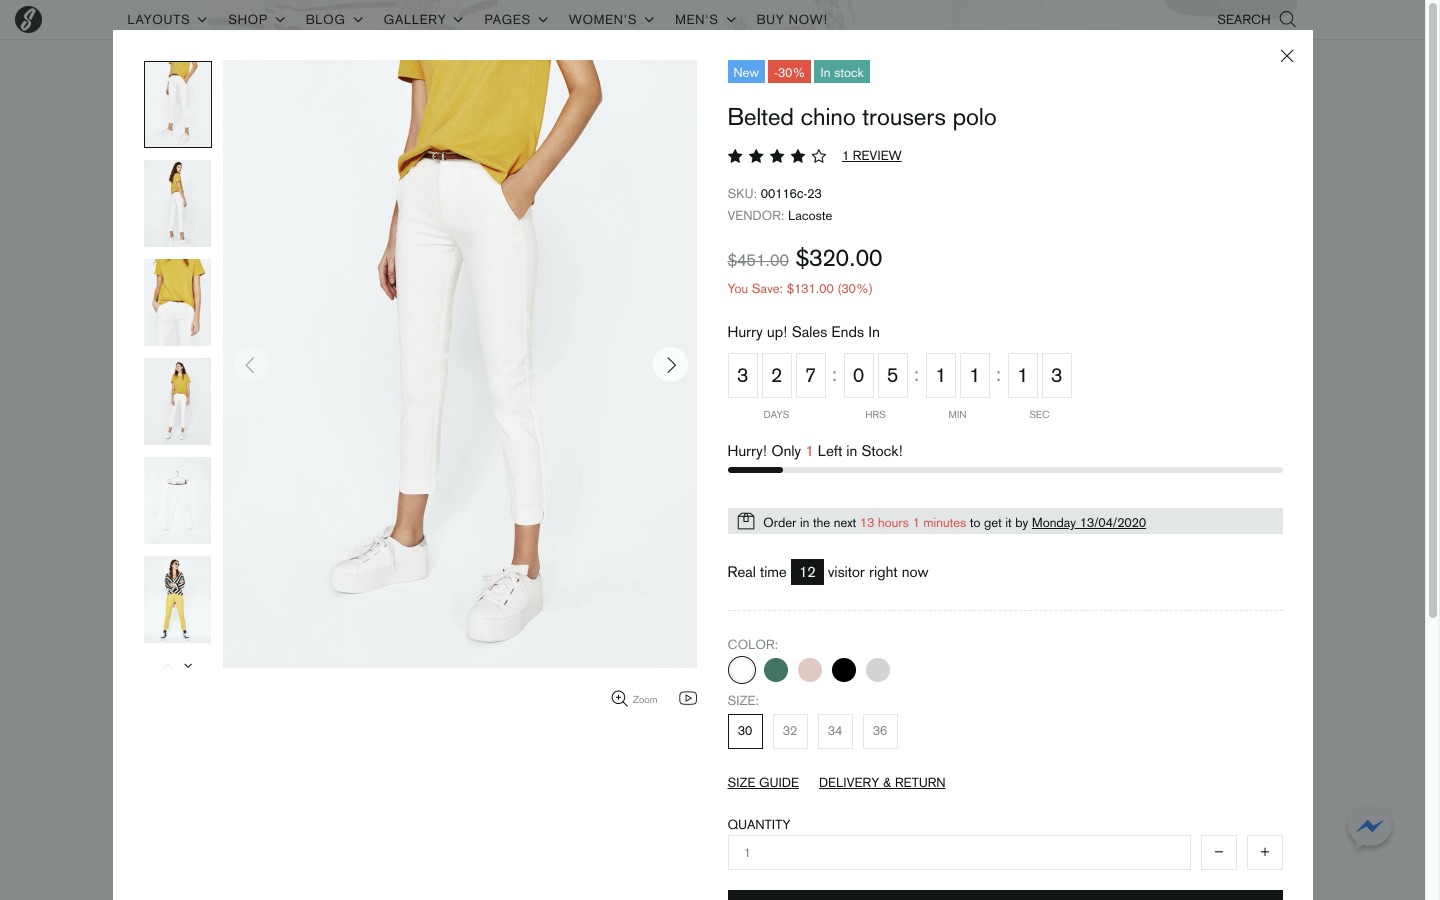 LAYOUTS SHOP BLOG GALLERY PAGES WOMEN'S MEN'S BUY NOW! SEARCH
New -30% In stock
Belted chino trousers polo
1 REVIEW
SKU: 00116c-23
VENDOR: Lacoste
$451.00 $320.00
You Save: $131.00 (30%)
Hurry up! Sales Ends In
3 2 7 : 0 5 : 1 1 : 1 3
DAYS HRS MIN SEC
Hurry! Only 1 Left in Stock!
Order in the next 13 hours 1 minutes to get it by Monday 13/04/2020
Real time 12 visitor right now
COLOR:
Zoom
SIZE:
30 32 34 36
SIZE GUIDE DELIVERY & RETURN
QUANTITY
1 − +